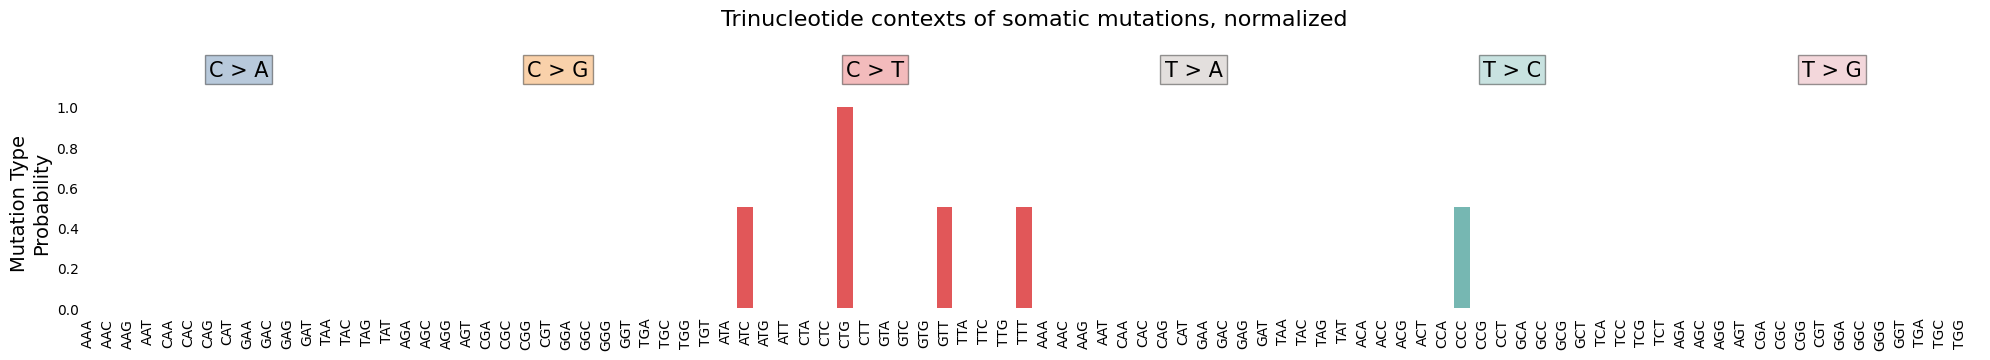 Trinucleotide contexts of somatic mutations, normalized
C > A C > G C > T T > A T > C T > G
Mutation Type
Probability
1.0
0.8
0.6
0.4
0.2
0.0
AAA AAC AAG AAT CAA CAC CAG CAT GAA GAC GAG GAT TAA TAC TAG TAT AGA AGC AGG AGT CGA CGC CGG CGT GGA GGC GGG GGT TGA TGC TGG TGT ATA ATC ATG ATT CTA CTC CTG CTT GTA GTC GTG GTT TTA TTC TTG TTT AAA AAC AAG AAT CAA CAC CAG CAT GAA GAC GAG GAT TAA TAC TAG TAT ACA ACC ACG ACT CCA CCC CCG CCT GCA GCC GCG GCT TCA TCC TCG TCT AGA AGC AGG AGT CGA CGC CGG CGT GGA GGC GGG GGT TGA TGC TGG